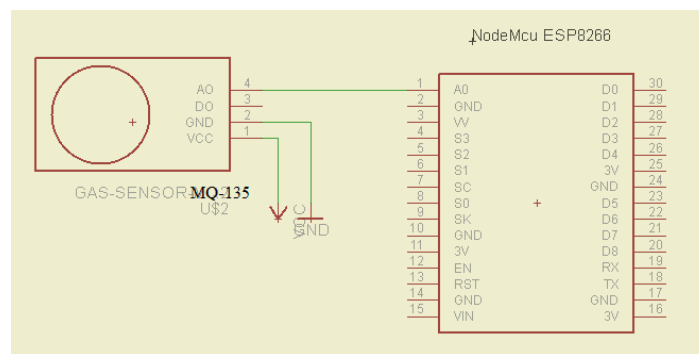 NodeMcu ESP8266
AO 4
DO 3
GND 2
VCC 1
GAS-SENSOR MQ-135
U$2
VCC
GND
1 A0 D0 30
2 GND D1 29
3 VV D2 28
4 S3 D3 27
5 S2 D4 26
6 S1 3V 25
7 SC GND 24
8 S0 D5 23
9 SK D6 22
10 GND D7 21
11 3V D8 20
12 EN RX 19
13 RST TX 18
14 GND GND 17
15 VIN 3V 16